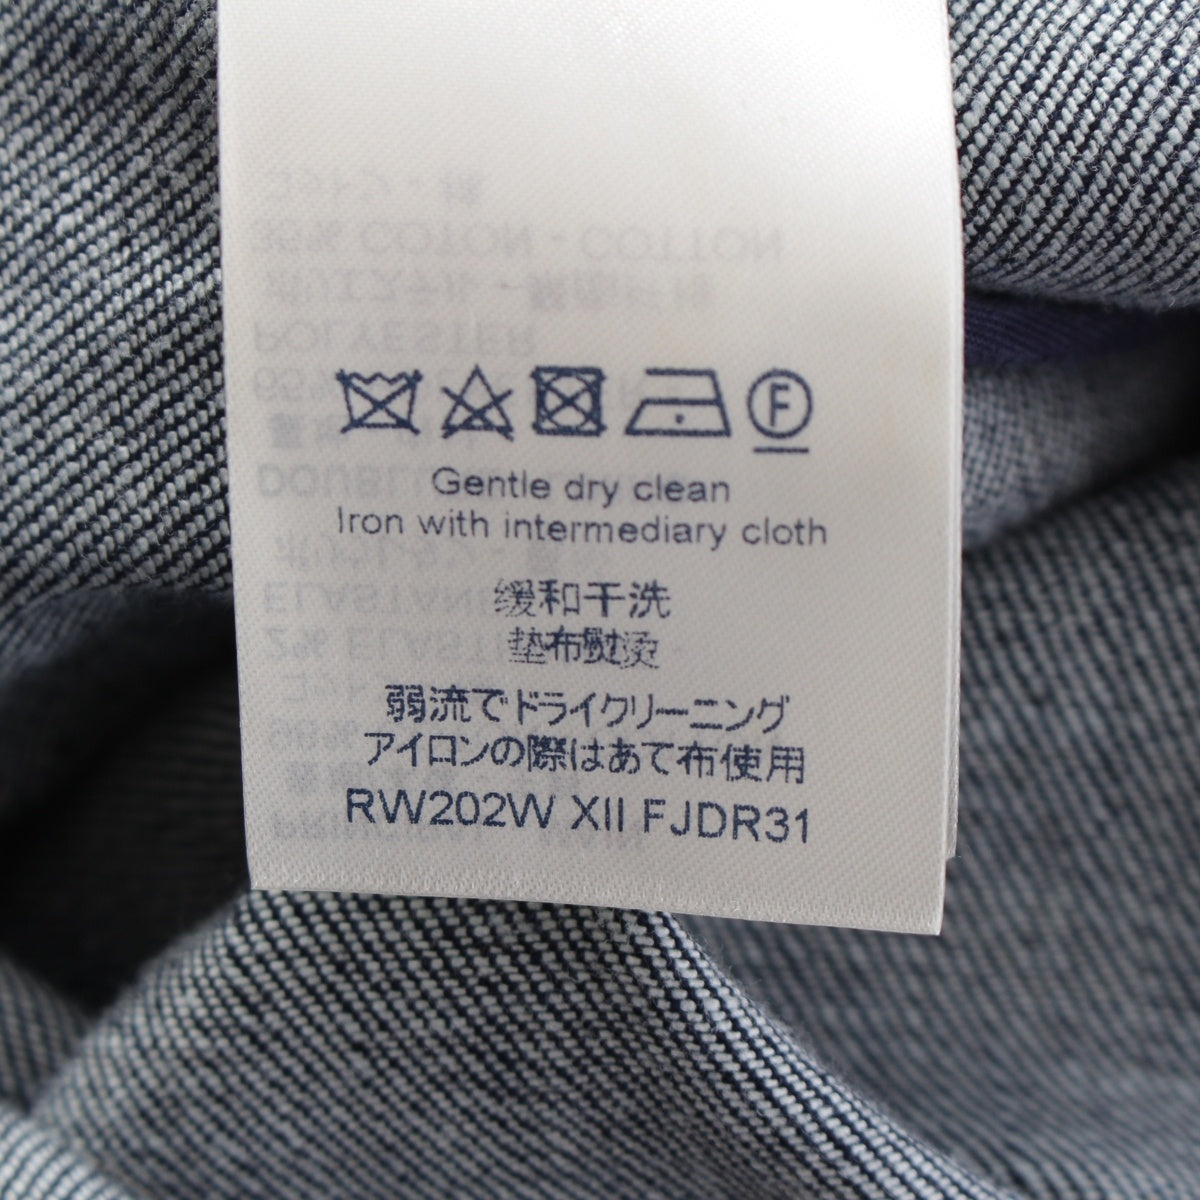 F
Gentle dry clean
Iron with intermediary cloth
缓和干洗
垫布熨烫
弱流でドライクリーニング
アイロンの際はあて布使用
RW202W XII FJDR31